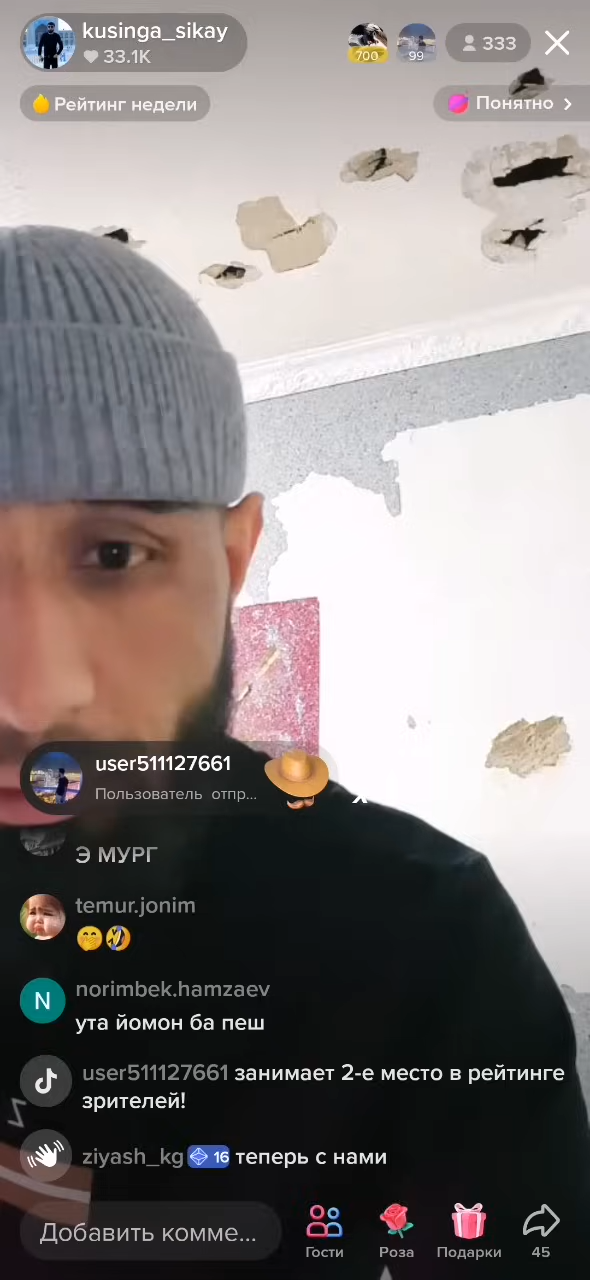 kusinga_sikay
33.1K
700
99
333
Рейтинг недели
Понятно
user511127661
Пользователь отпр...
x
Э МУРГ
temur.jonim
N
norimbek.hamzaev
ута йомон ба пеш
user511127661 занимает 2-е место в рейтинге
зрителей!
ziyash_kg 16 теперь с нами
Добавить комме...
Гости
Роза
Подарки
45